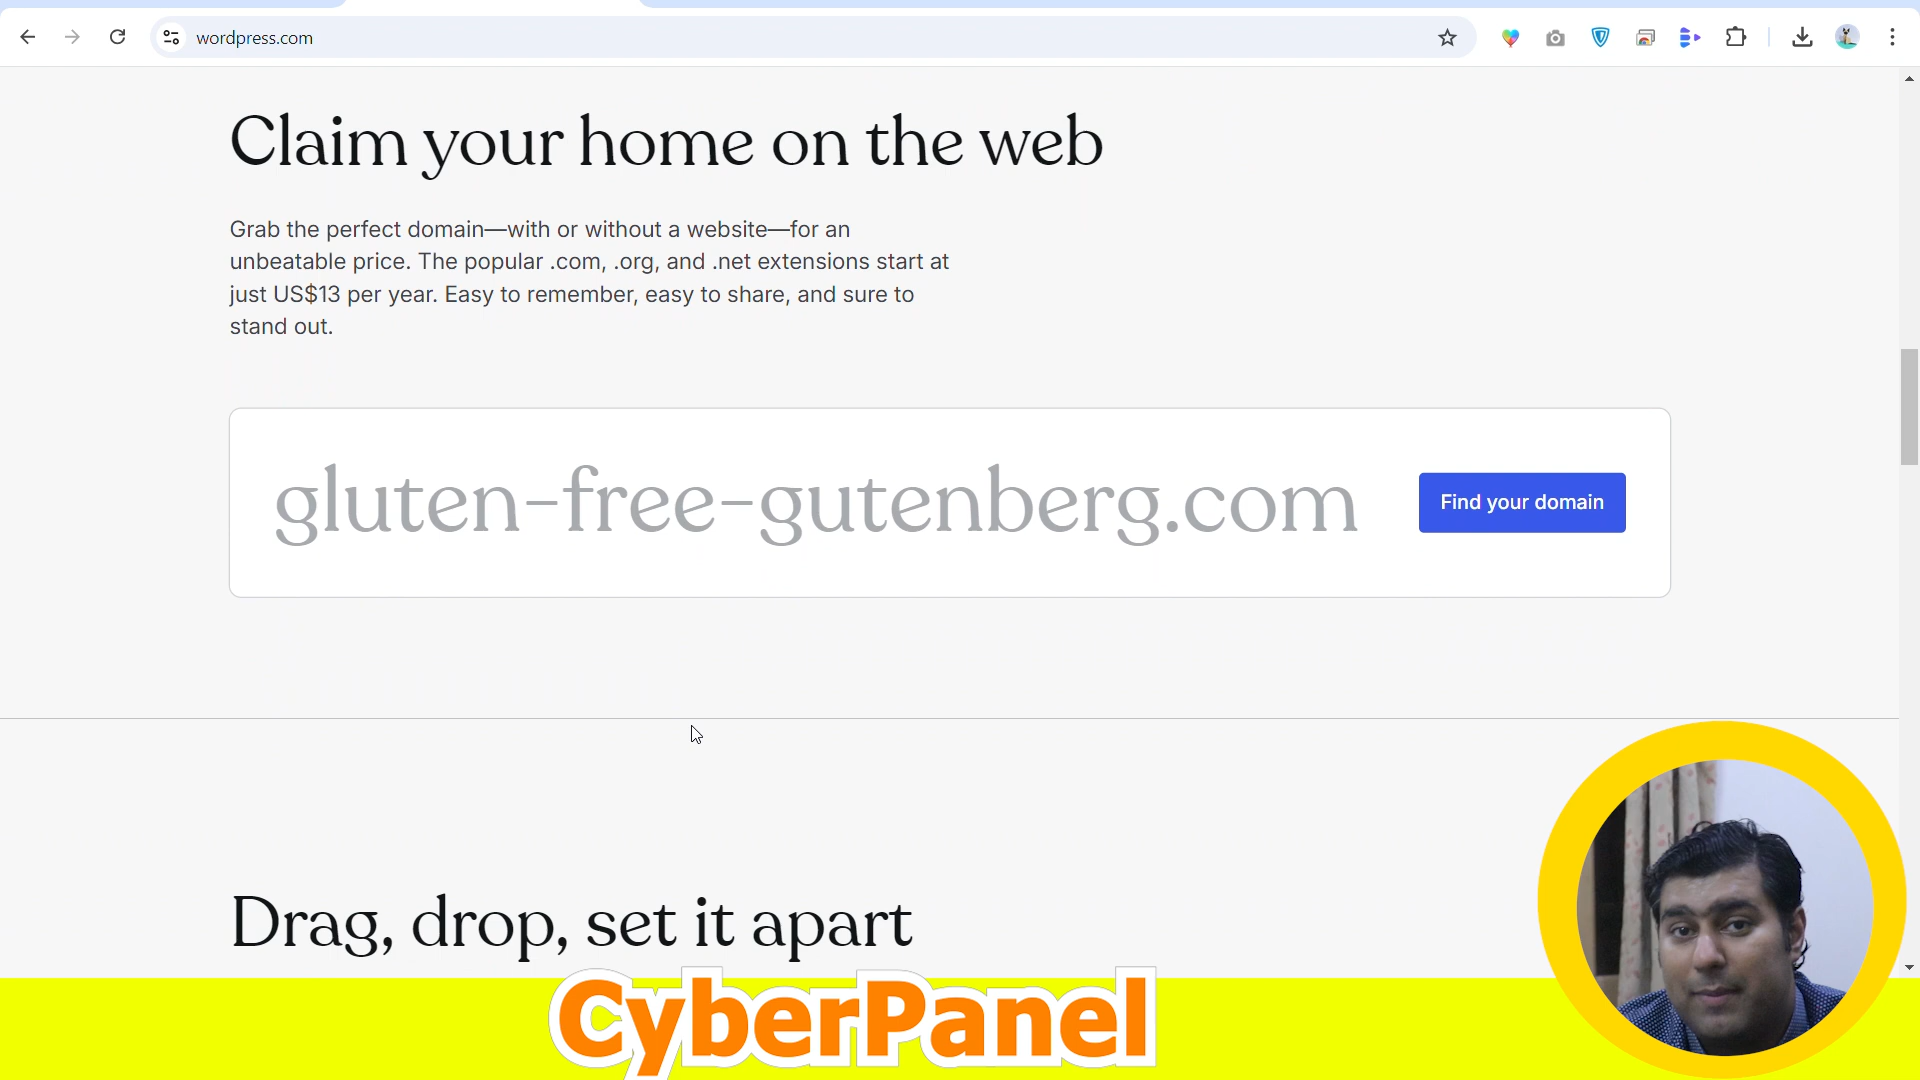 wordpress.com
Claim your home on the web
Grab the perfect domain—with or without a website—for an
unbeatable price. The popular .com, .org, and .net extensions start at
just US$13 per year. Easy to remember, easy to share, and sure to
stand out.
gluten-free-gutenberg.com
Find your domain
Drag, drop, set it apart
CyberPanel